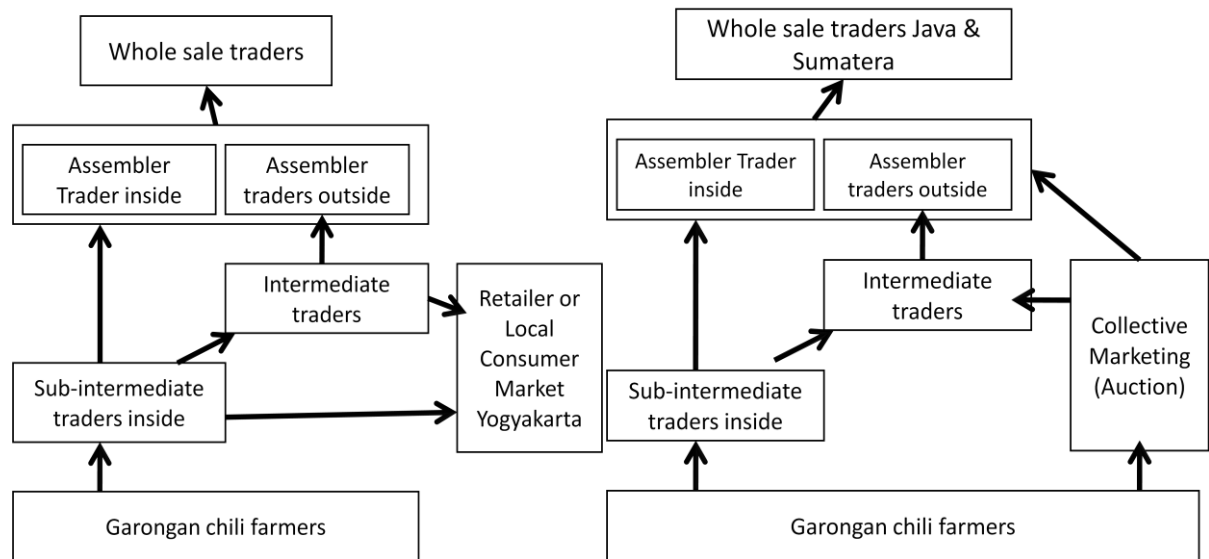 Whole sale traders
Assembler
Trader inside
Assembler
traders outside
Intermediate
traders
Retailer or
Local
Consumer
Market
Yogyakarta
Sub-intermediate
traders inside
Garongan chili farmers
Whole sale traders Java &
Sumatera
Assembler Trader
inside
Assembler
traders outside
Intermediate
traders
Collective
Marketing
(Auction)
Sub-intermediate
traders inside
Garongan chili farmers